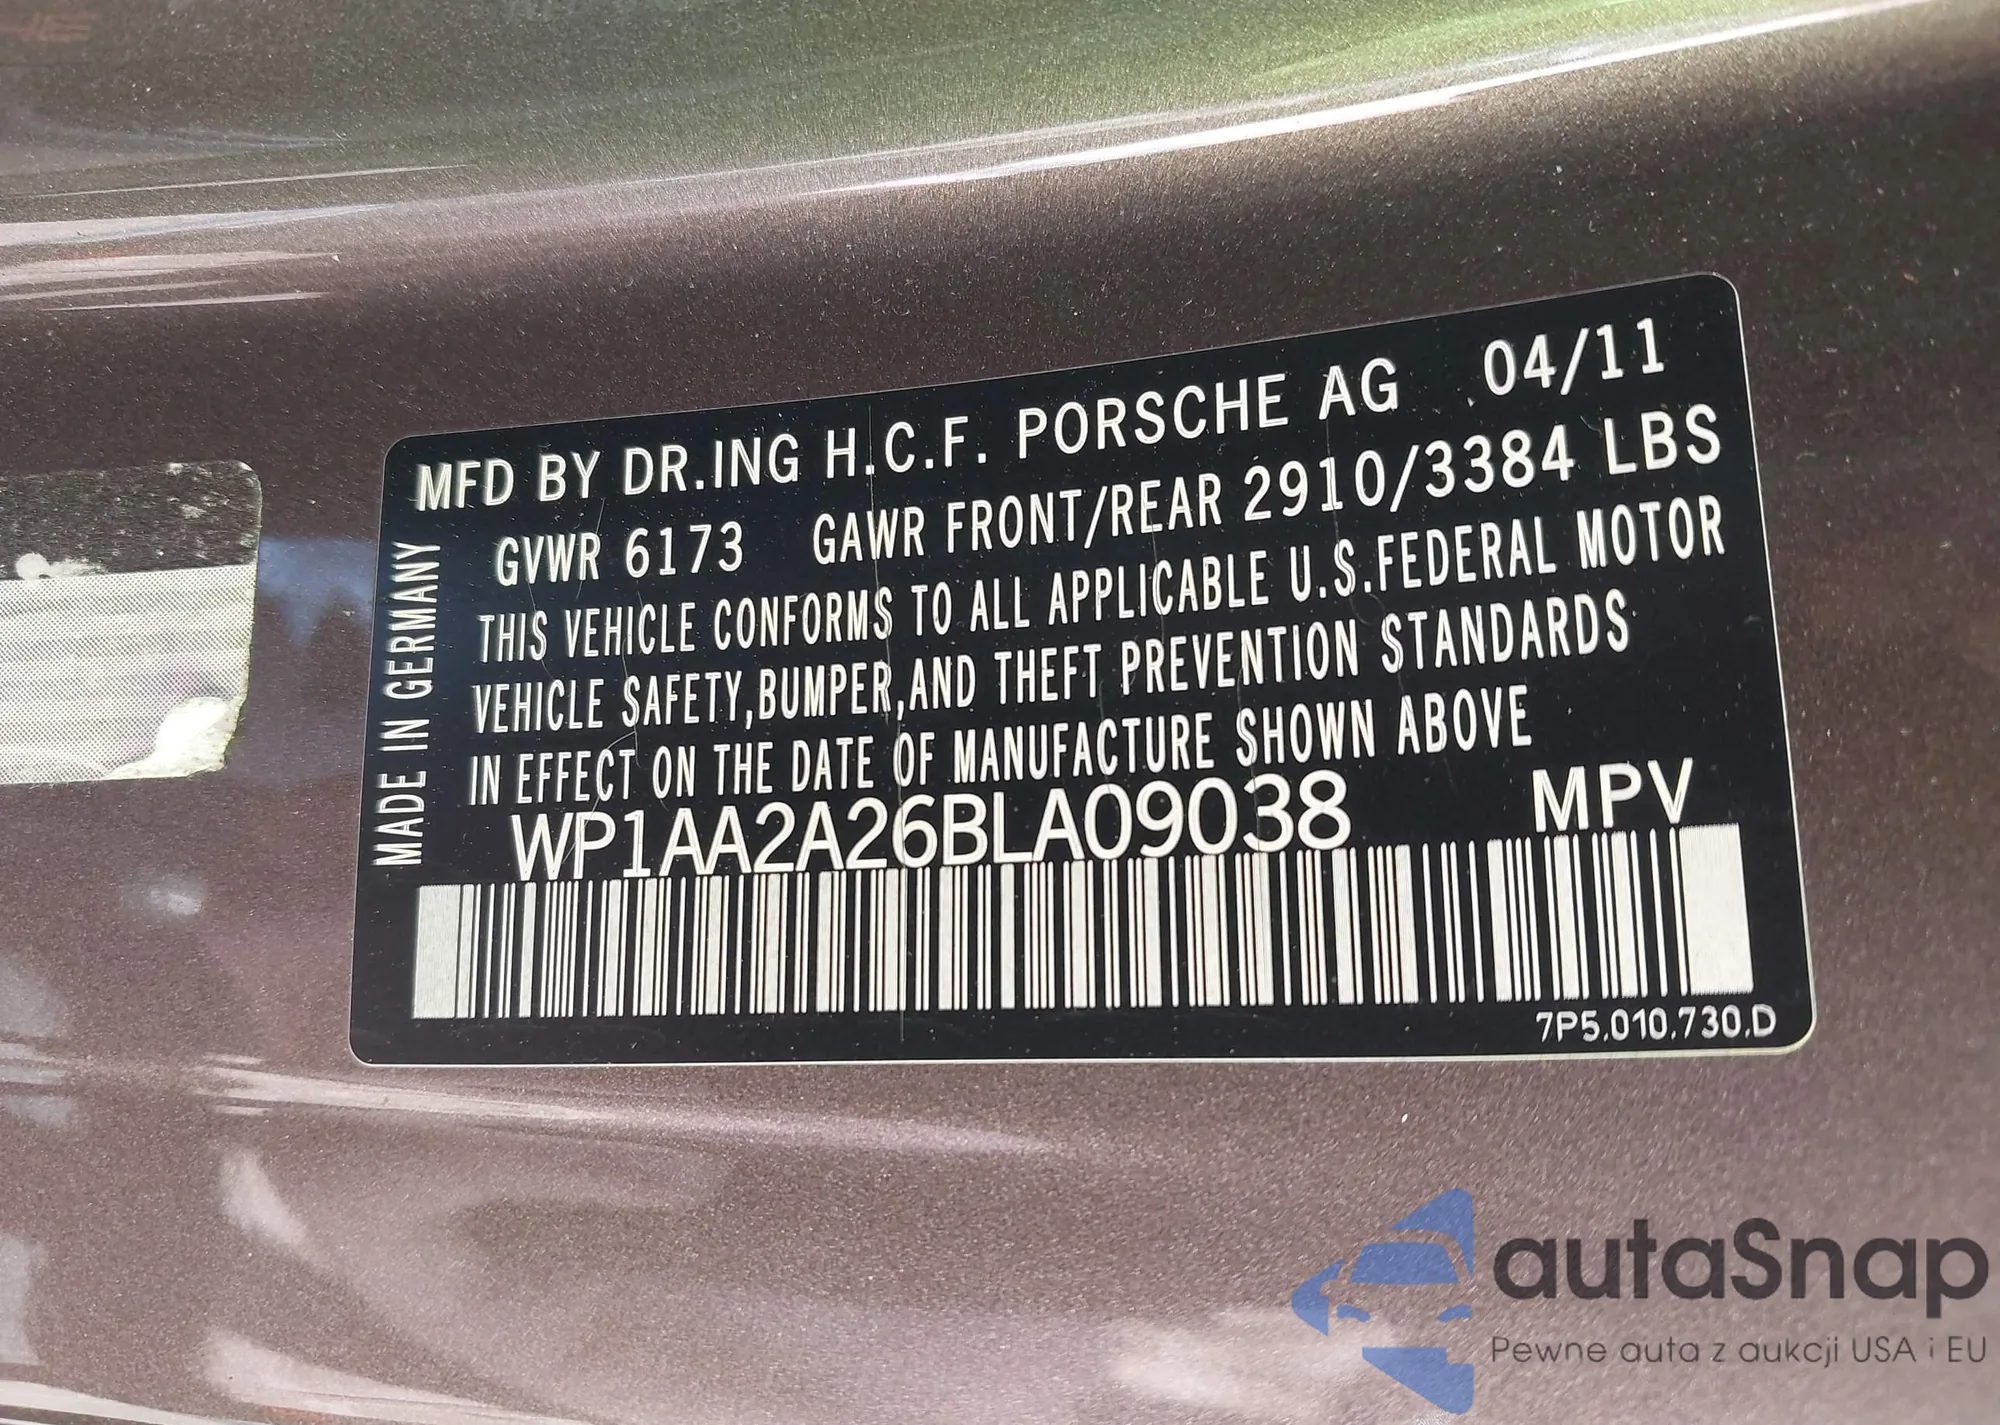 MFD BY DR.ING H.C.F. PORSCHE AG 04/11
GVWR 6173 GAWR FRONT/REAR 2910/3384 LBS
THIS VEHICLE CONFORMS TO ALL APPLICABLE U.S.FEDERAL MOTOR
VEHICLE SAFETY,BUMPER,AND THEFT PREVENTION STANDARDS
IN EFFECT ON THE DATE OF MANUFACTURE SHOWN ABOVE
WP1AA2A26BLA09038 MPV
MADE IN GERMANY
7P5.010.730.D
autaSnap
Pewne auta z aukcji USA i EU